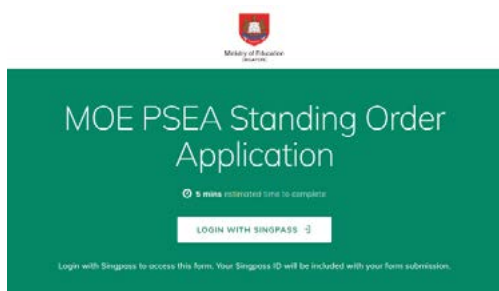 Ministry of Education
SINGAPORE
MOE PSEA Standing Order
Application
5 mins estimated time to complete
LOGIN WITH SINGPASS
Login with Singpass to access this form. Your Singpass ID will be included with your form submission.